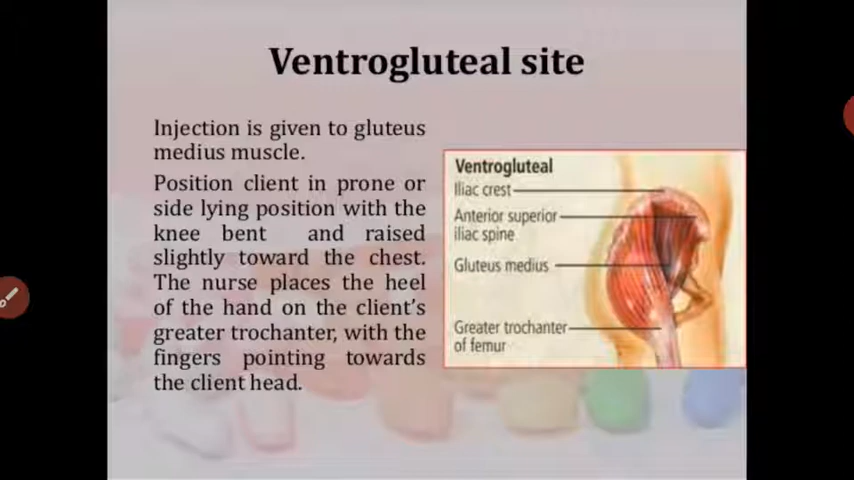 Ventrogluteal site
Injection is given to gluteus
medius muscle.
Position client in prone or
side lying position with the
knee bent and raised
slightly toward the chest.
The nurse places the heel
of the hand on the client's
greater trochanter, with the
fingers pointing towards
the client head.
Ventrogluteal
Iliac crest
Anterior superior
iliac spine
Gluteus medius
Greater trochanter
of femur